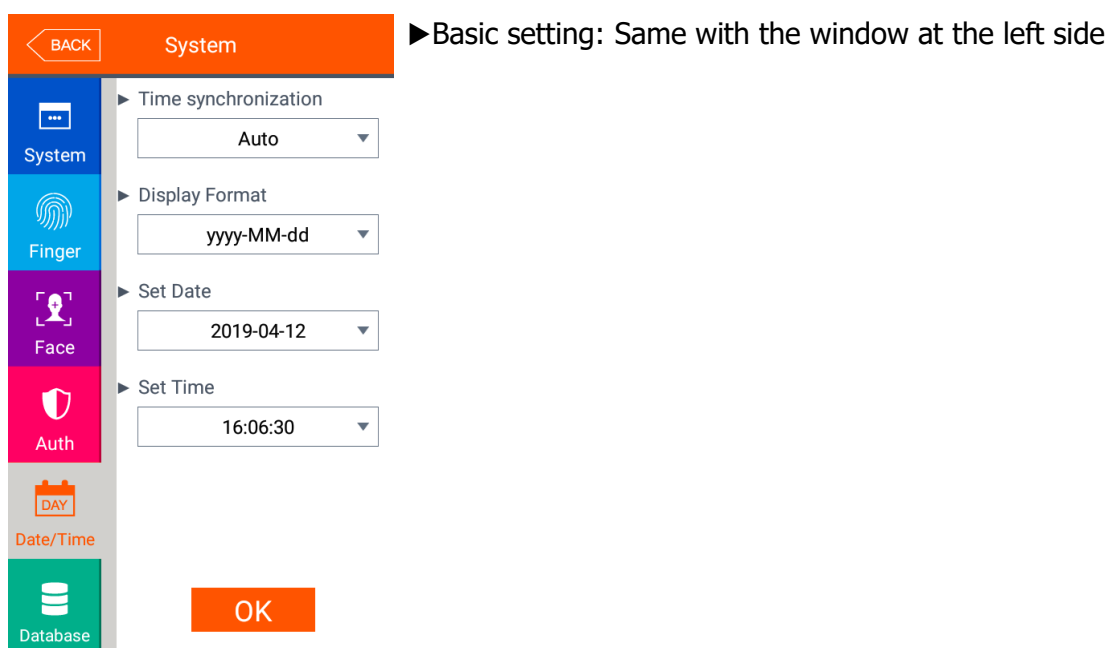 BACK
System
▶Basic setting: Same with the window at the left side
System
Finger
Face
Auth
DAY
Date/Time
Database
▶ Time synchronization
Auto
▶ Display Format
yyyy-MM-dd
▶ Set Date
2019-04-12
▶ Set Time
16:06:30
OK